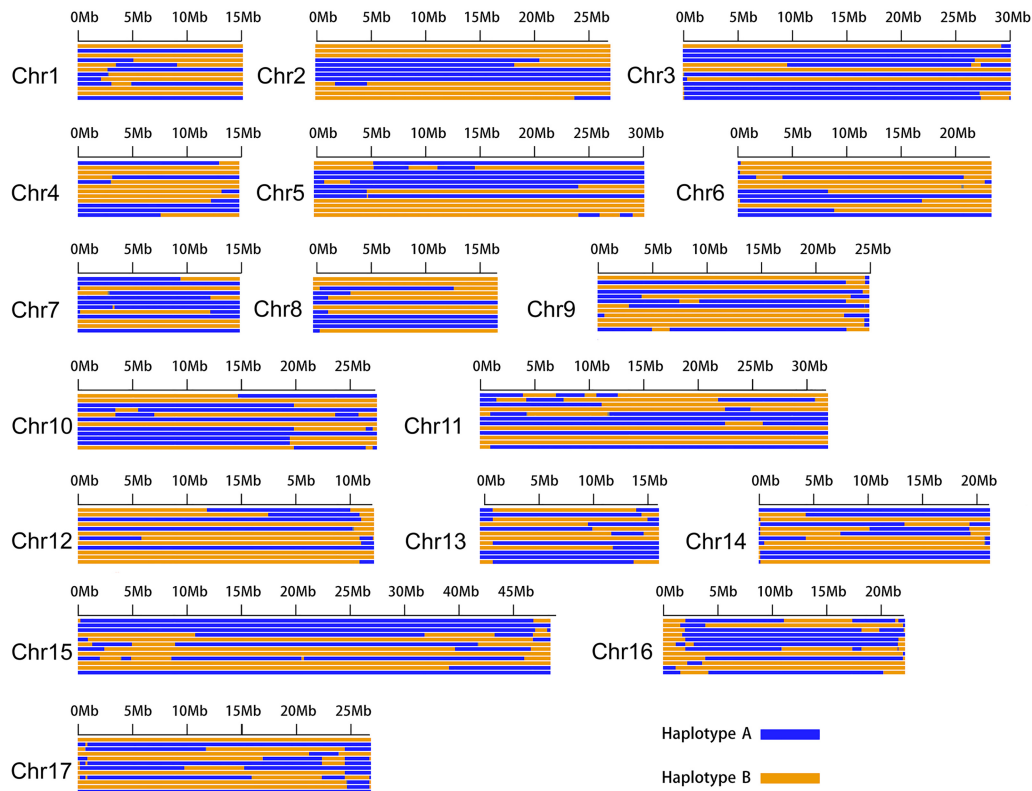 0Mb 5Mb 10Mb 15Mb
Chr1
0Mb 5Mb 10Mb 15Mb 20Mb 25Mb
Chr2
0Mb 5Mb 10Mb 15Mb 20Mb 25Mb 30Mb
Chr3
0Mb 5Mb 10Mb 15Mb
Chr4
0Mb 5Mb 10Mb 15Mb 20Mb 25Mb 30Mb
Chr5
0Mb 5Mb 10Mb 15Mb 20Mb
Chr6
0Mb 5Mb 10Mb 15Mb
Chr7
0Mb 5Mb 10Mb 15Mb
Chr8
0Mb 5Mb 10Mb 15Mb 20Mb 25Mb
Chr9
0Mb 5Mb 10Mb 15Mb 20Mb 25Mb
Chr10
0Mb 5Mb 10Mb 15Mb 20Mb 25Mb 30Mb
Chr11
0Mb 5Mb 10Mb 15Mb 5Mb 10Mb
Chr12
0Mb 5Mb 10Mb 15Mb
Chr13
0Mb 5Mb 10Mb 15Mb 20Mb
Chr14
0Mb 5Mb 10Mb 15Mb 25Mb 30Mb 40Mb 45Mb
Chr15
0Mb 5Mb 10Mb 15Mb 20Mb
Chr16
0Mb 5Mb 10Mb 15Mb 20Mb 25Mb
Chr17
Haplotype A
Haplotype B